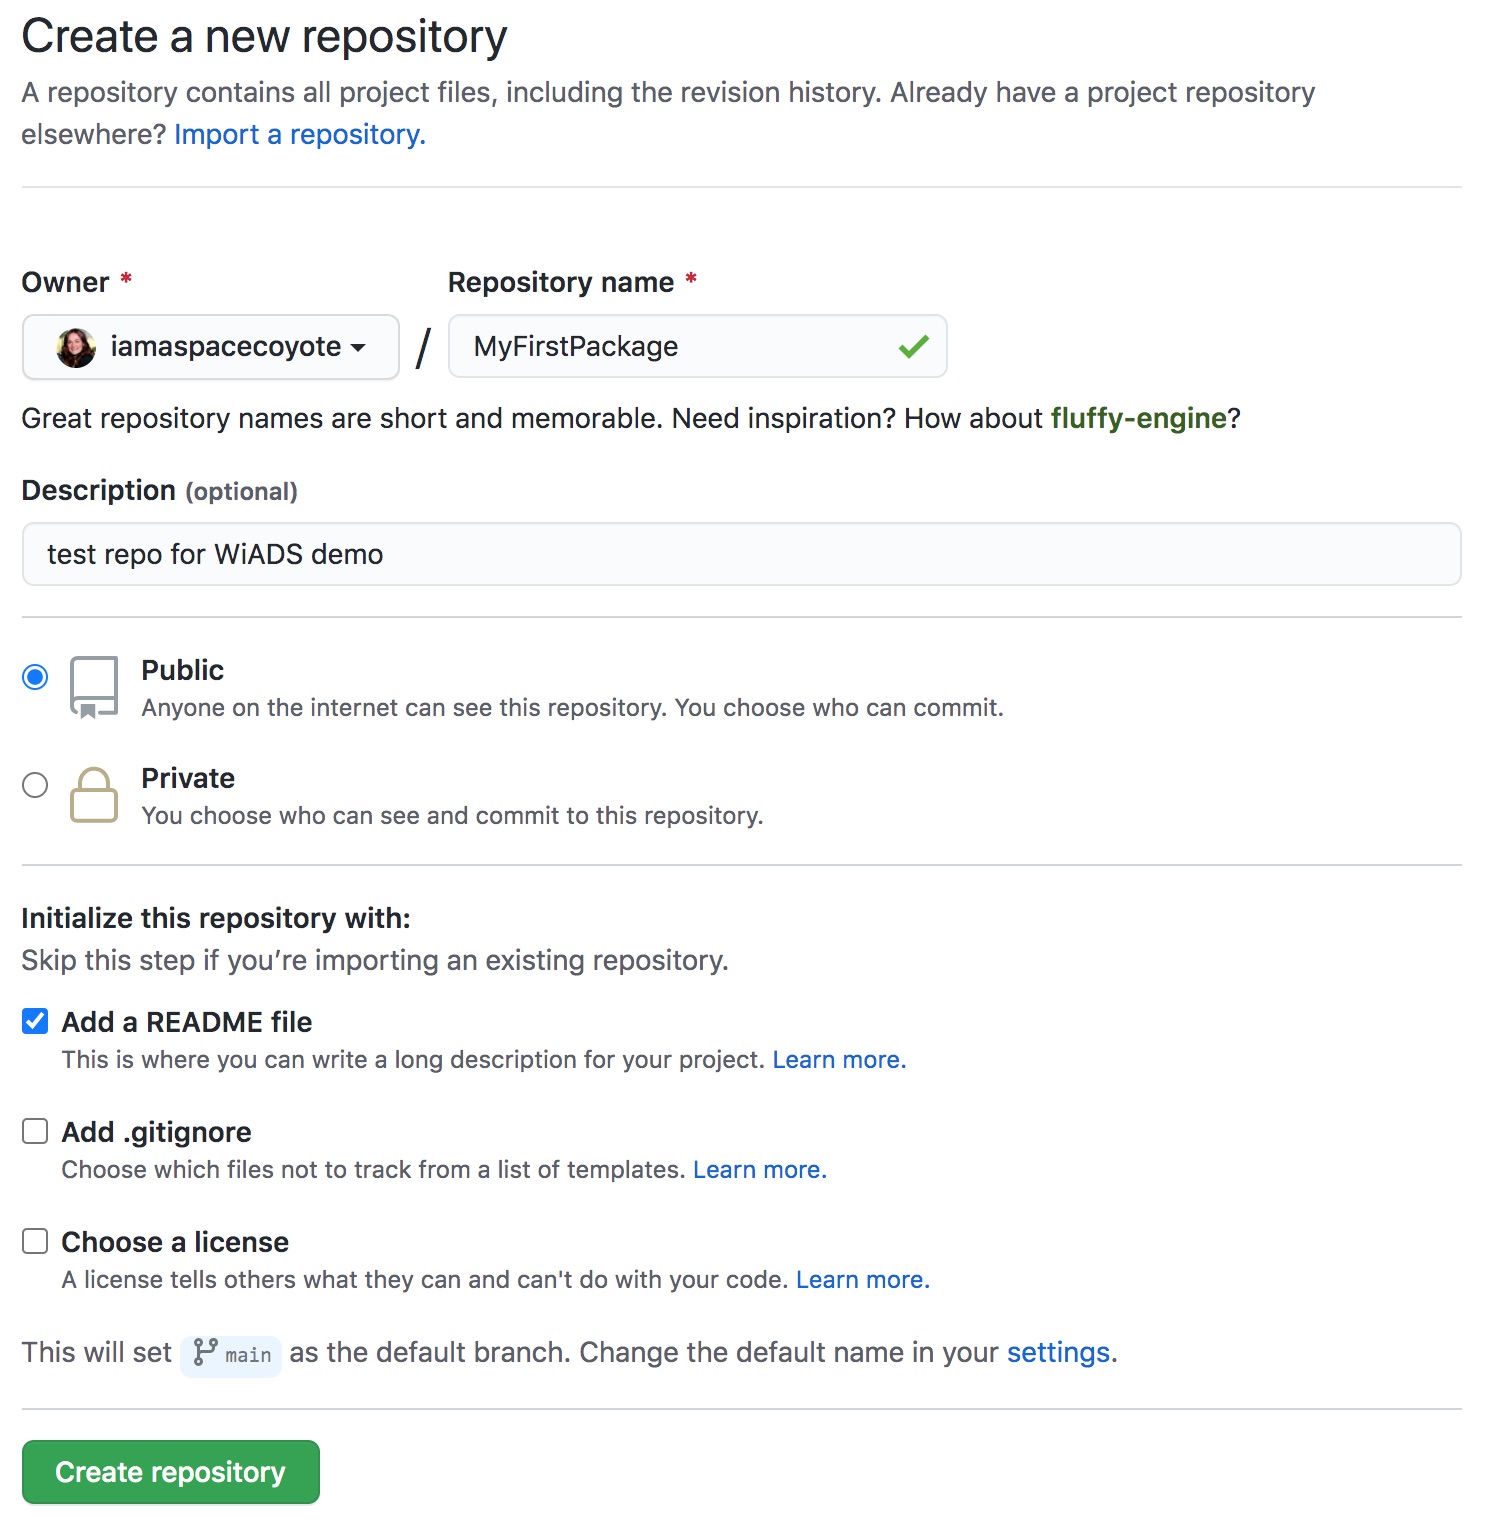 Create a new repository
A repository contains all project files, including the revision history. Already have a project repository
elsewhere? Import a repository.
Owner * Repository name *
iamaspacecoyote / MyFirstPackage
Great repository names are short and memorable. Need inspiration? How about fluffy-engine?
Description (optional)
test repo for WiADS demo
Public
Anyone on the internet can see this repository. You choose who can commit.
Private
You choose who can see and commit to this repository.
Initialize this repository with:
Skip this step if you’re importing an existing repository.
Add a README file
This is where you can write a long description for your project. Learn more.
Add .gitignore
Choose which files not to track from a list of templates. Learn more.
Choose a license
A license tells others what they can and can't do with your code. Learn more.
This will set main as the default branch. Change the default name in your settings.
Create repository